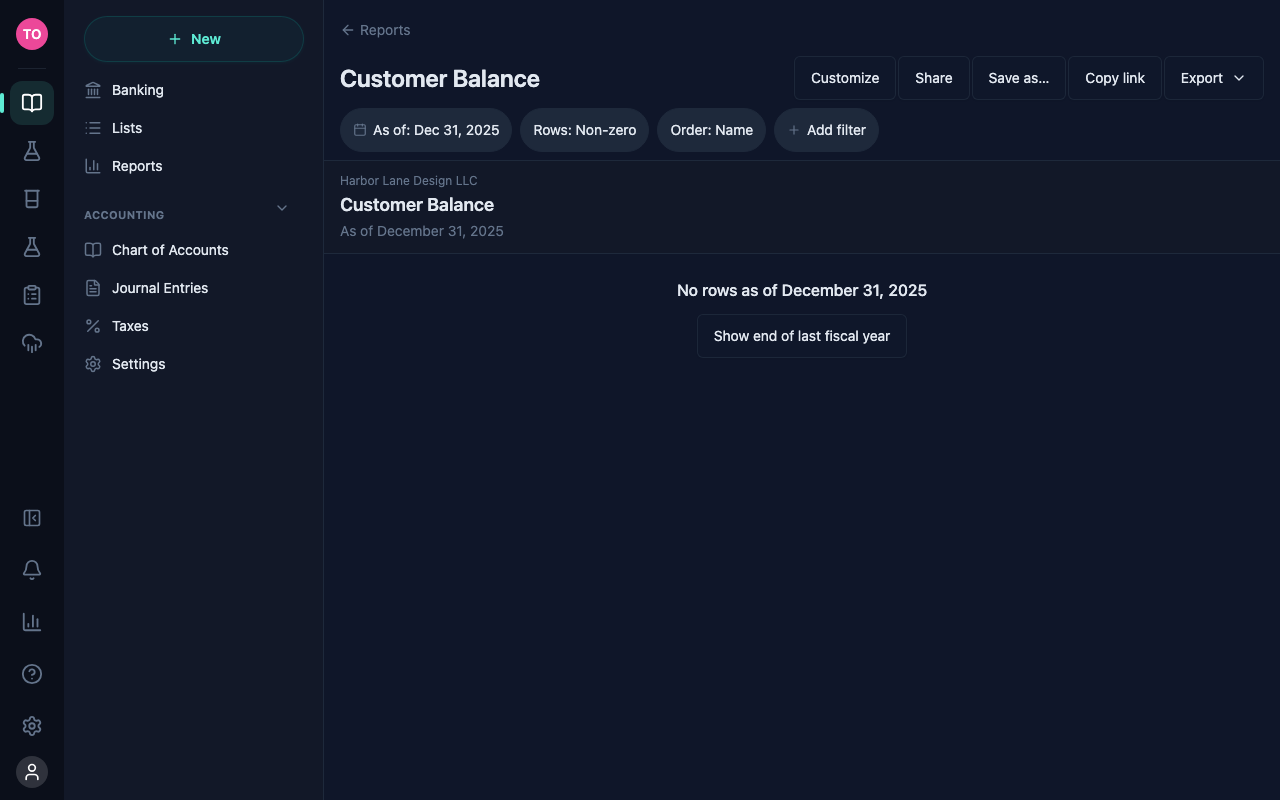 TO
New
Banking
Lists
Reports
ACCOUNTING
Chart of Accounts
Journal Entries
Taxes
Settings
Reports
Customer Balance
Customize
Share
Save as...
Copy link
Export
As of: Dec 31, 2025
Rows: Non-zero
Order: Name
Add filter
Harbor Lane Design LLC
Customer Balance
As of December 31, 2025
No rows as of December 31, 2025
Show end of last fiscal year